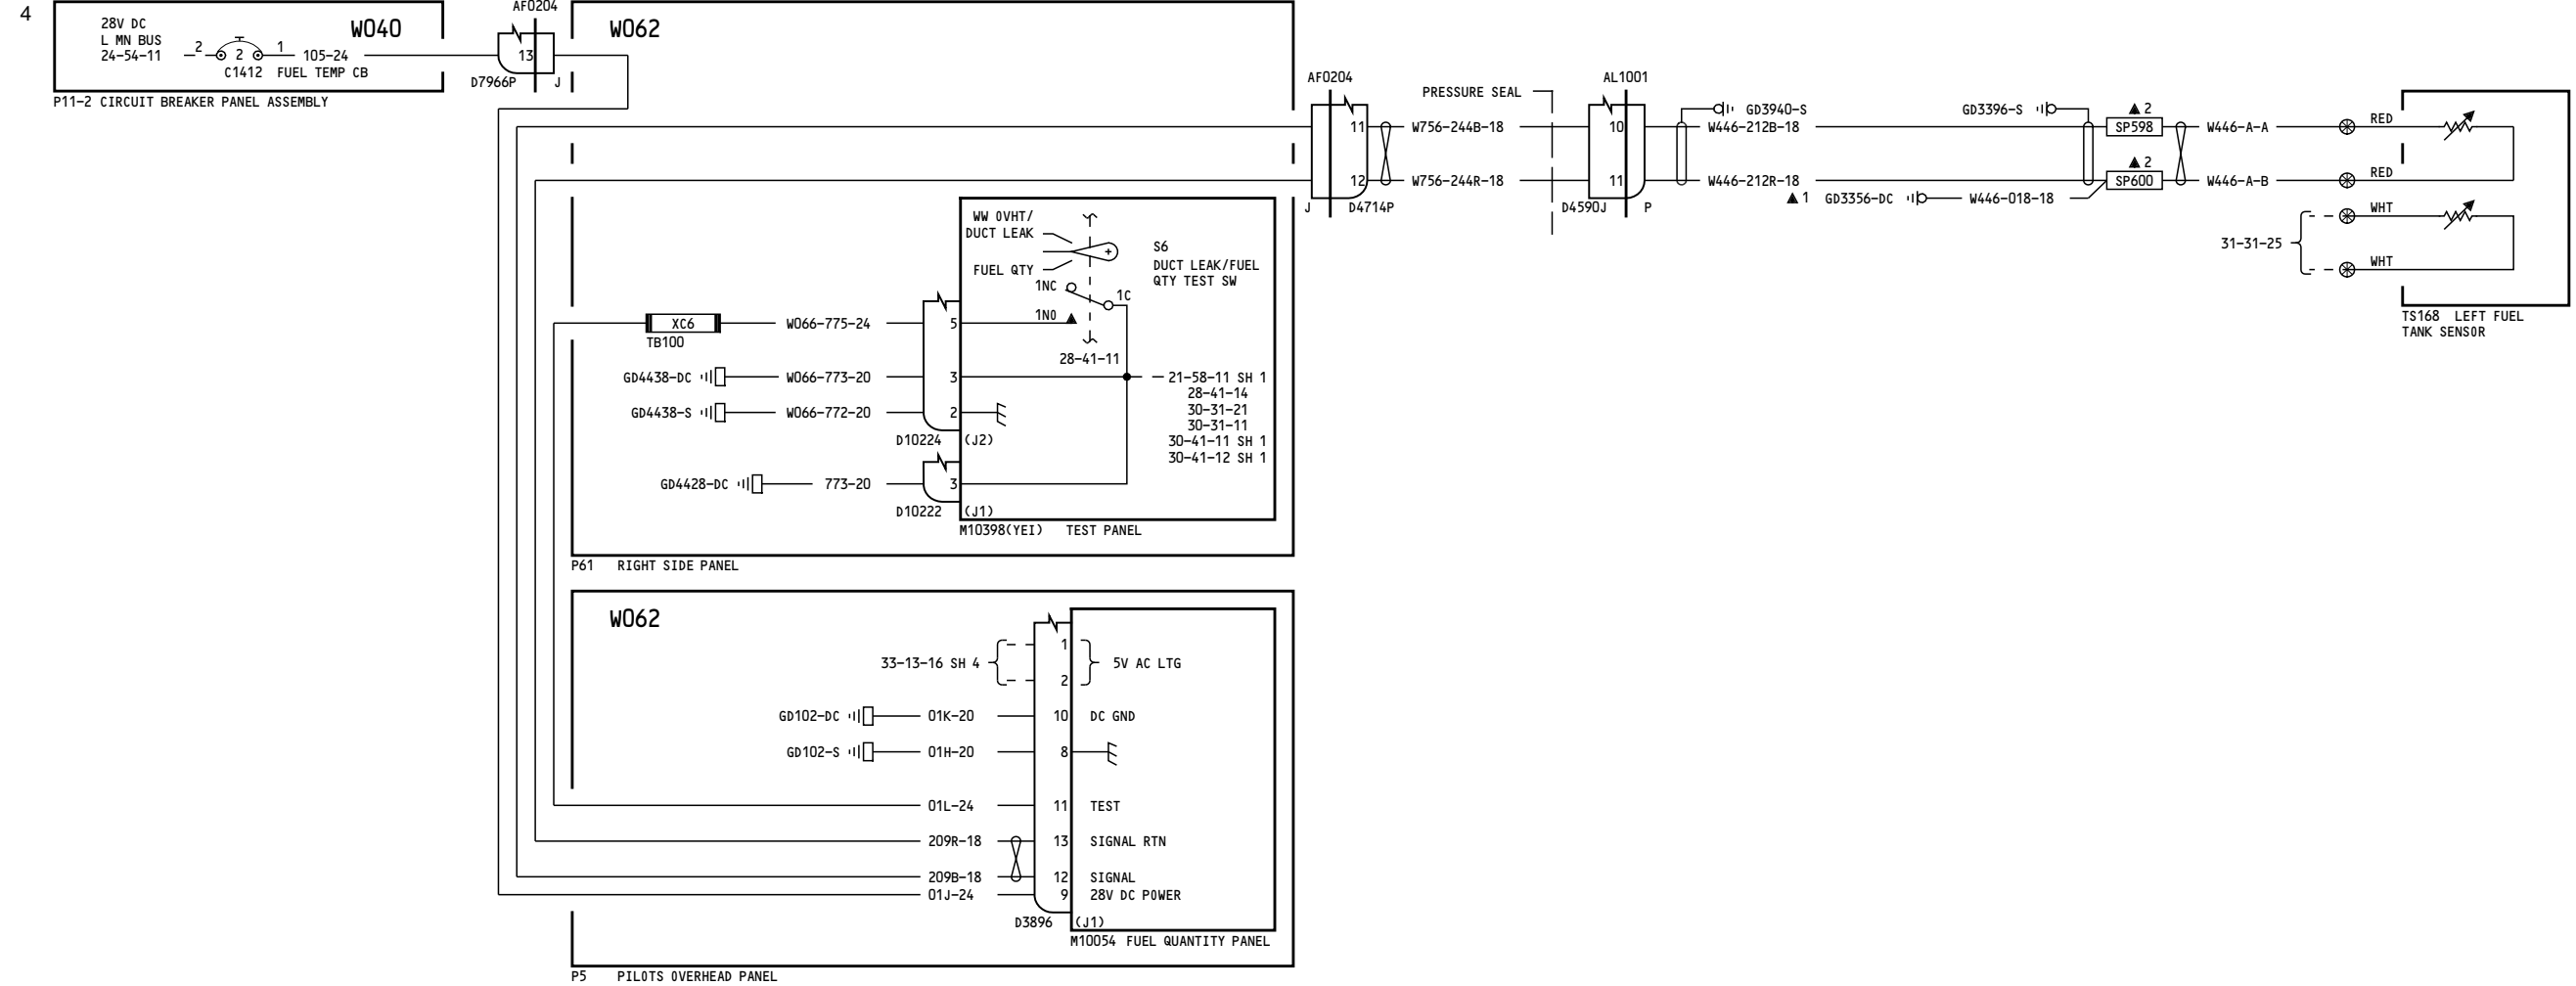 4
28V DC
L MN BUS
24-54-11
2
2
1
105-24
C1412 FUEL TEMP CB
W040
P11-2 CIRCUIT BREAKER PANEL ASSEMBLY
AF0204
13
D7966P
J
W062
AF0204
11
12
J
D4714P
W756-244B-18
W756-244R-18
PRESSURE SEAL
AL1001
10
11
D4590J
P
GD3940-S
W446-212B-18
W446-212R-18
1
GD3356-DC
W446-018-18
GD3396-S
2
SP598
2
SP600
W446-A-A
W446-A-B
RED
RED
WHT
WHT
31-31-25
TS168 LEFT FUEL
TANK SENSOR
WW OVHT/
DUCT LEAK
FUEL QTY
S6
DUCT LEAK/FUEL
QTY TEST SW
1NC
1C
1NO
28-41-11
XC6
TB100
W066-775-24
5
GD4438-DC
W066-773-20
3
GD4438-S
W066-772-20
2
D10224
(J2)
21-58-11 SH 1
28-41-14
30-31-21
30-31-11
30-41-11 SH 1
30-41-12 SH 1
GD4428-DC
773-20
3
D10222
(J1)
M10398(YEI) TEST PANEL
P61 RIGHT SIDE PANEL
W062
33-13-16 SH 4
1
2
5V AC LTG
GD102-DC
01K-20
10
DC GND
GD102-S
01H-20
8
01L-24
11
TEST
209R-18
13
SIGNAL RTN
209B-18
12
SIGNAL
01J-24
9
28V DC POWER
D3896
(J1)
M10054 FUEL QUANTITY PANEL
P5 PILOTS OVERHEAD PANEL